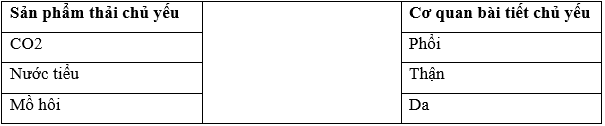 Sản phẩm thải chủ yếu Cơ quan bài tiết chủ yếu
CO2 Phổi
Nước tiểu Thận
Mồ hôi Da